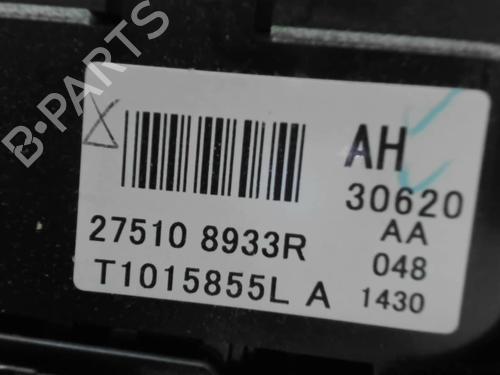 B-PARTS
AH
30620
27510 8933R
AA
048
T1015855L A
1430